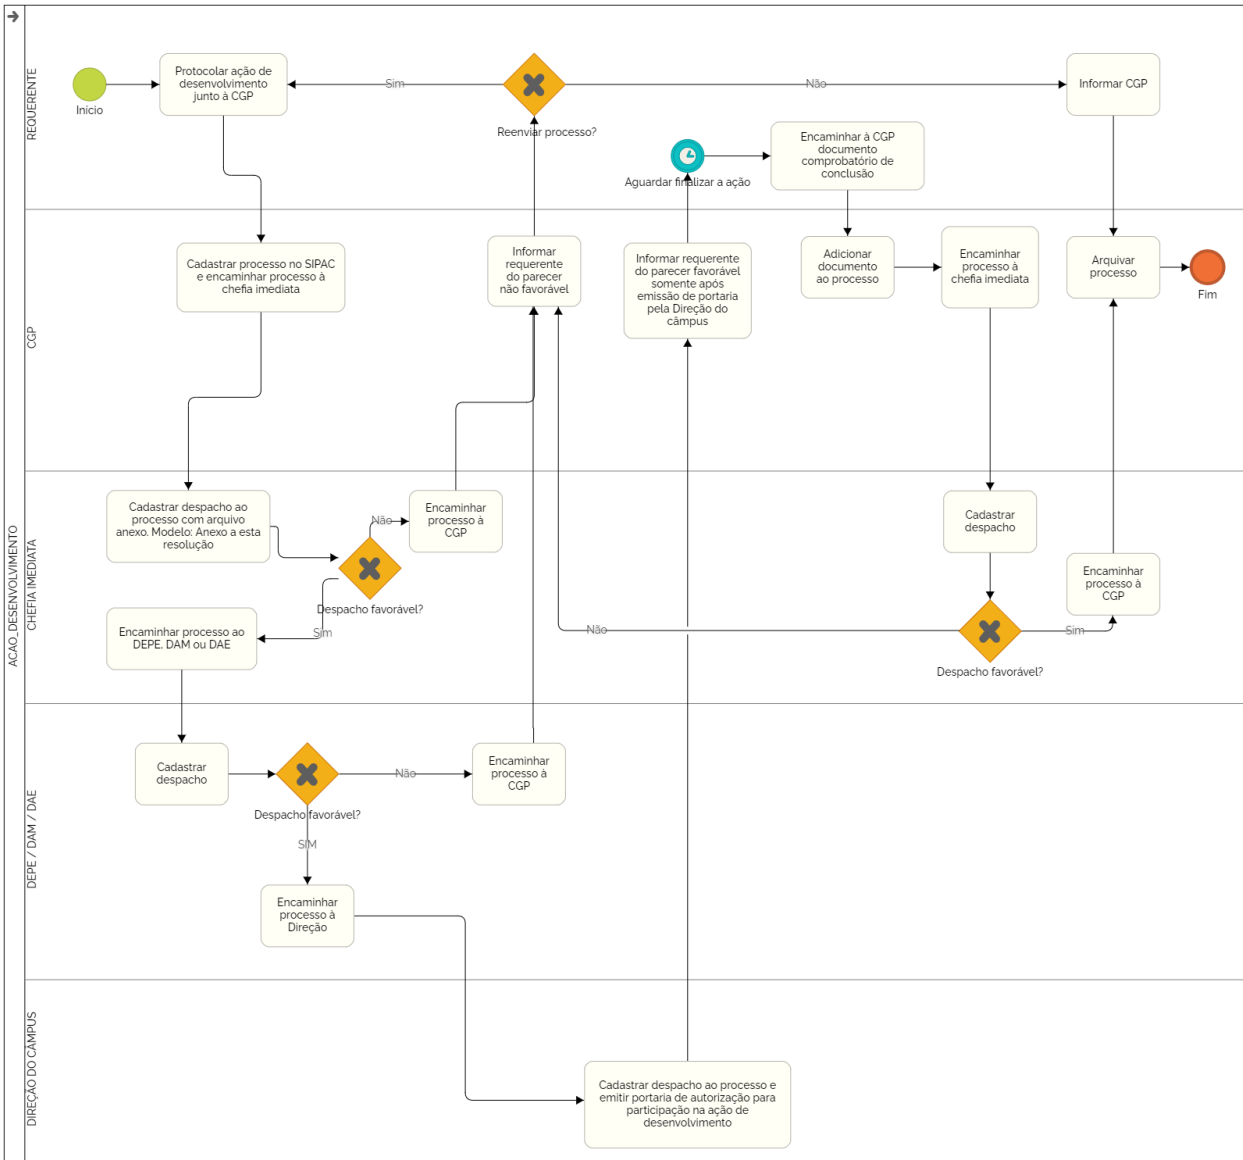 ACAO_DESENVOLVIMENTO
REQUERENTE
Início
Protocolar ação de
desenvolvimento
junto à CGP
Sim
Reenviar processo?
Não
Informar CGP
Aguardar finalizar a ação
Encaminhar à CGP
documento
comprobatório de
conclusão
CGP
Cadastrar processo no SIPAC
e encaminhar processo à
chefia imediata
Informar
requerente
do parecer
não favorável
Informar requerente
do parecer favorável
somente após
emissão de portaria
pela Direção do
câmpus
Adicionar
documento
ao processo
Encaminhar
processo à
chefia imediata
Arquivar
processo
Fim
CHEFIA IMEDIATA
Cadastrar despacho ao
processo com arquivo
anexo. Modelo: Anexo a esta
resolução
Não
Encaminhar
processo à
CGP
Despacho favorável?
Sim
Encaminhar processo ao
DEPE, DAM ou DAE
Cadastrar
despacho
Não
Despacho favorável?
Sim
Encaminhar
processo à
CGP
DEPE / DAM / DAE
Cadastrar
despacho
Despacho favorável?
Não
Encaminhar
processo à
CGP
SIM
Encaminhar
processo à
Direção
DIREÇÃO DO CÂMPUS
Cadastrar despacho ao processo e
emitir portaria de autorização para
participação na ação de
desenvolvimento